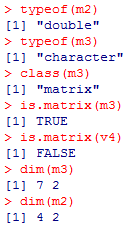 > typeof(m2)
[1] "double"
> typeof(m3)
[1] "character"
> class(m3)
[1] "matrix"
> is.matrix(m3)
[1] TRUE
> is.matrix(v4)
[1] FALSE
> dim(m3)
[1] 7 2
> dim(m2)
[1] 4 2